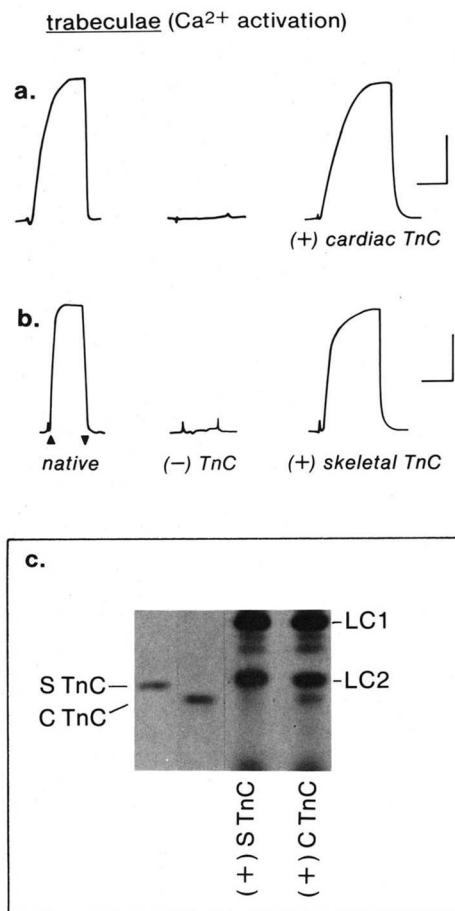 trabeculae (Ca²⁺ activation)
a.
(+) cardiac TnC
b.
native (−) TnC (+) skeletal TnC
c.
LC1
S TnC
LC2
C TnC
(+) S TnC
(+) C TnC